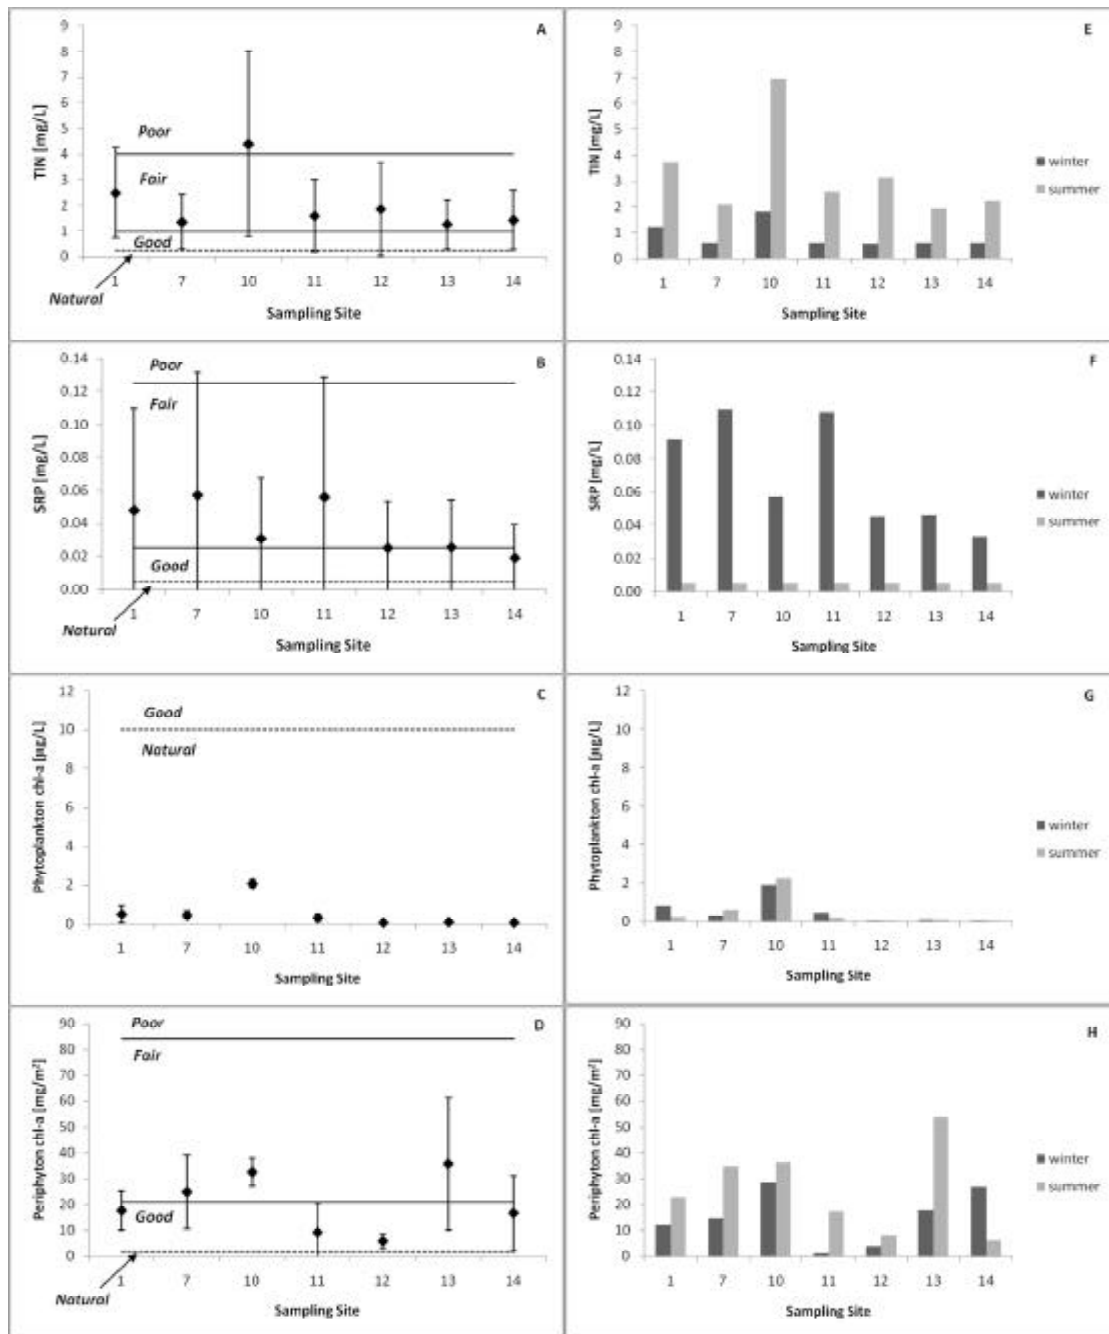 A
TIN [mg/L]
9
8
7
6
5
4
3
2
1
0
Poor
Fair
Good
Natural
1 7 10 11 12 13 14
Sampling Site
E
TIN [mg/L]
9
8
7
6
5
4
3
2
1
0
winter
summer
1 7 10 11 12 13 14
Sampling Site
B
SRP [mg/L]
0.14
0.12
0.10
0.08
0.06
0.04
0.02
0.00
Poor
Fair
Good
Natural
1 7 10 11 12 13 14
Sampling Site
F
SRP [mg/L]
0.14
0.12
0.10
0.08
0.06
0.04
0.02
0.00
winter
summer
1 7 10 11 12 13 14
Sampling Site
C
Phytoplankton chl-a [µg/L]
12
10
8
6
4
2
0
Good
Natural
1 7 10 11 12 13 14
Sampling Site
G
Phytoplankton chl-a [µg/L]
12
10
8
6
4
2
0
winter
summer
1 7 10 11 12 13 14
Sampling Site
D
Periphyton chl-a [mg/m²]
90
80
70
60
50
40
30
20
10
0
Poor
Fair
Good
Natural
1 7 10 11 12 13 14
Sampling Site
H
Periphyton chl-a [mg/m²]
90
80
70
60
50
40
30
20
10
0
winter
summer
1 7 10 11 12 13 14
Sampling Site